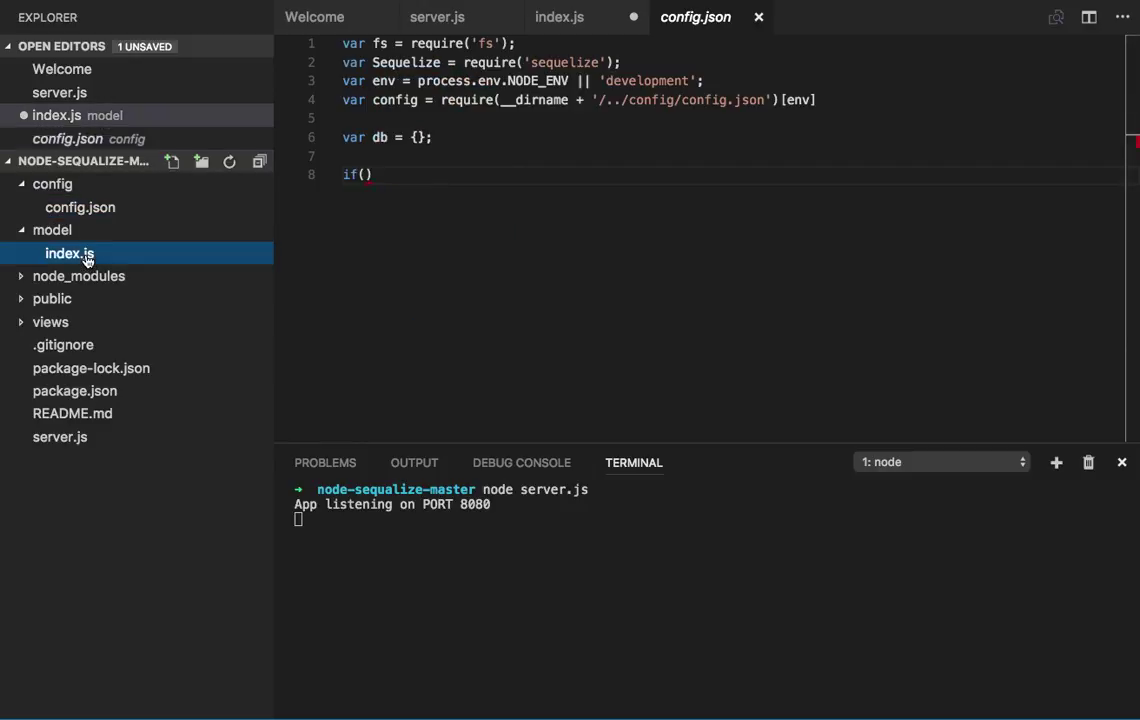 EXPLORER
Welcome
server.js
index.js
config.json
OPEN EDITORS 1 UNSAVED
Welcome
server.js
index.js model
config.json config
NODE-SEQUALIZE-M...
config
config.json
model
index.js
node_modules
public
views
.gitignore
package-lock.json
package.json
README.md
server.js
1 var fs = require('fs');
2 var Sequelize = require('sequelize');
3 var env = process.env.NODE_ENV || 'development';
4 var config = require(__dirname + '/../config/config.json')[env]
5
6 var db = {};
7
8 if()
PROBLEMS OUTPUT DEBUG CONSOLE TERMINAL 1: node
➜ node-sequalize-master node server.js
App listening on PORT 8080